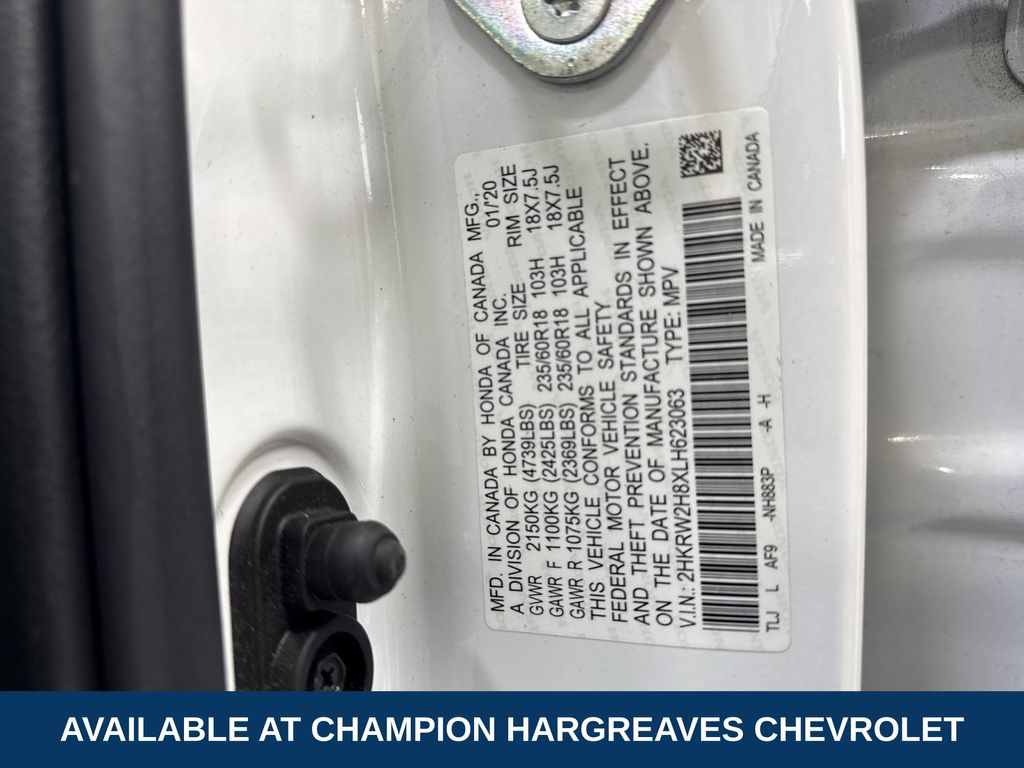 MFD. IN CANADA BY HONDA OF CANADA MFG.,
A DIVISION OF HONDA CANADA INC. 01/'20
GVWR 2150KG (4739LBS) TIRE SIZE RIM SIZE
GAWR F 1100KG (2425LBS) 235/60R18 103H 18X7.5J
GAWR R 1075KG (2369LBS) 235/60R18 103H 18X7.5J
THIS VEHICLE CONFORMS TO ALL APPLICABLE
FEDERAL MOTOR VEHICLE SAFETY
AND THEFT PREVENTION STANDARDS IN EFFECT
ON THE DATE OF MANUFACTURE SHOWN ABOVE.
V.I.N.: 2HKRW2H8XLH623063 TYPE: MPV
TLJ L AF9 -NH883P -A -H MADE IN CANADA
AVAILABLE AT CHAMPION HARGREAVES CHEVROLET